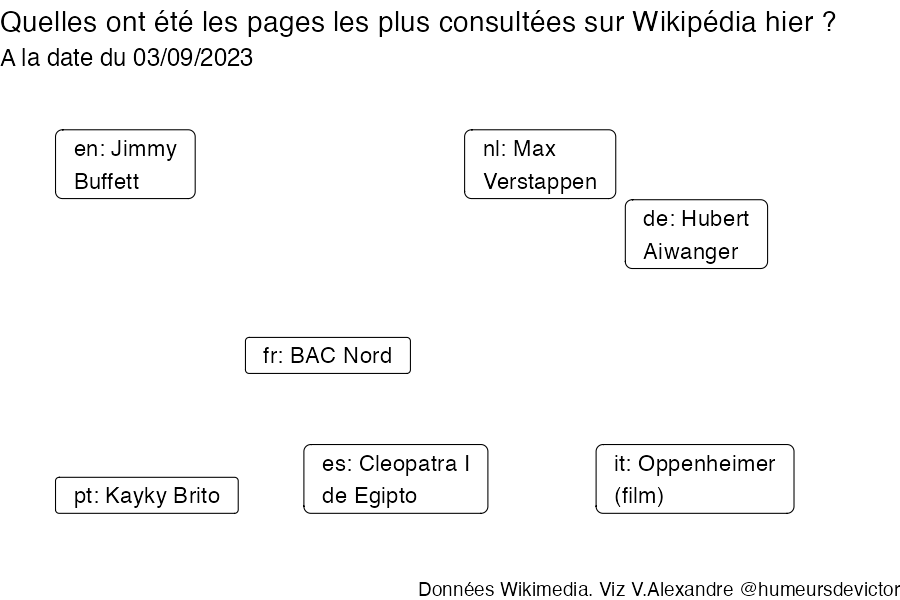 Quelles ont été les pages les plus consultées sur Wikipédia hier ?
A la date du 03/09/2023
en: Jimmy
Buffett
nl: Max
Verstappen
de: Hubert
Aiwanger
fr: BAC Nord
es: Cleopatra I
de Egipto
it: Oppenheimer
(film)
pt: Kayky Brito
Données Wikimedia. Viz V.Alexandre @humeursdevictor